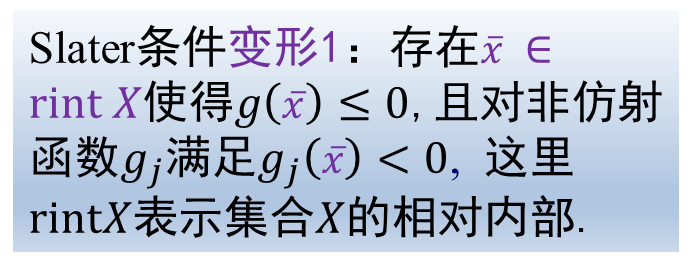 Slater条件变形1：存在x̄ ∈
rint X使得g(x̄) ≤ 0, 且对非仿射
函数gⱼ满足gⱼ(x̄) < 0, 这里
rintX表示集合X的相对内部.